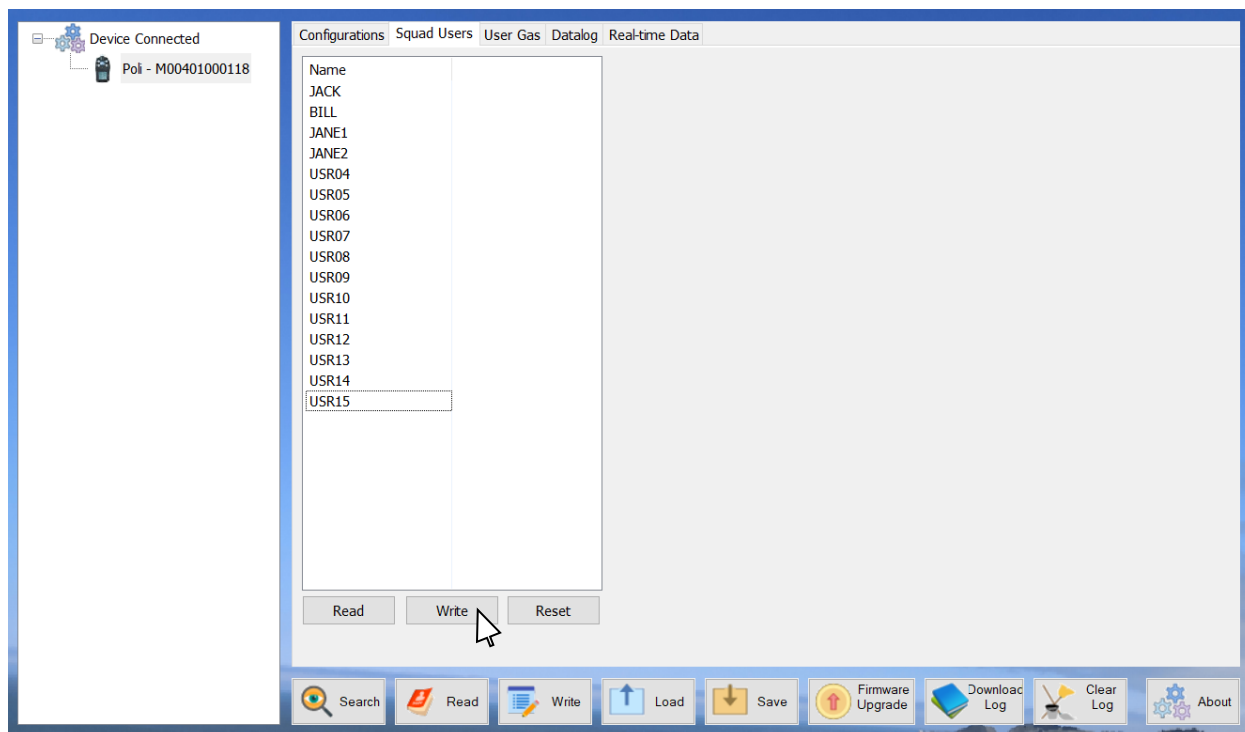 Device Connected
Poli - M00401000118
Configurations Squad Users User Gas Datalog Real-time Data
Name
JACK
BILL
JANE1
JANE2
USR04
USR05
USR06
USR07
USR08
USR09
USR10
USR11
USR12
USR13
USR14
USR15
Read Write Reset
Search
Read
Write
Load
Save
Firmware
Upgrade
Downloac
Log
Clear
Log
About